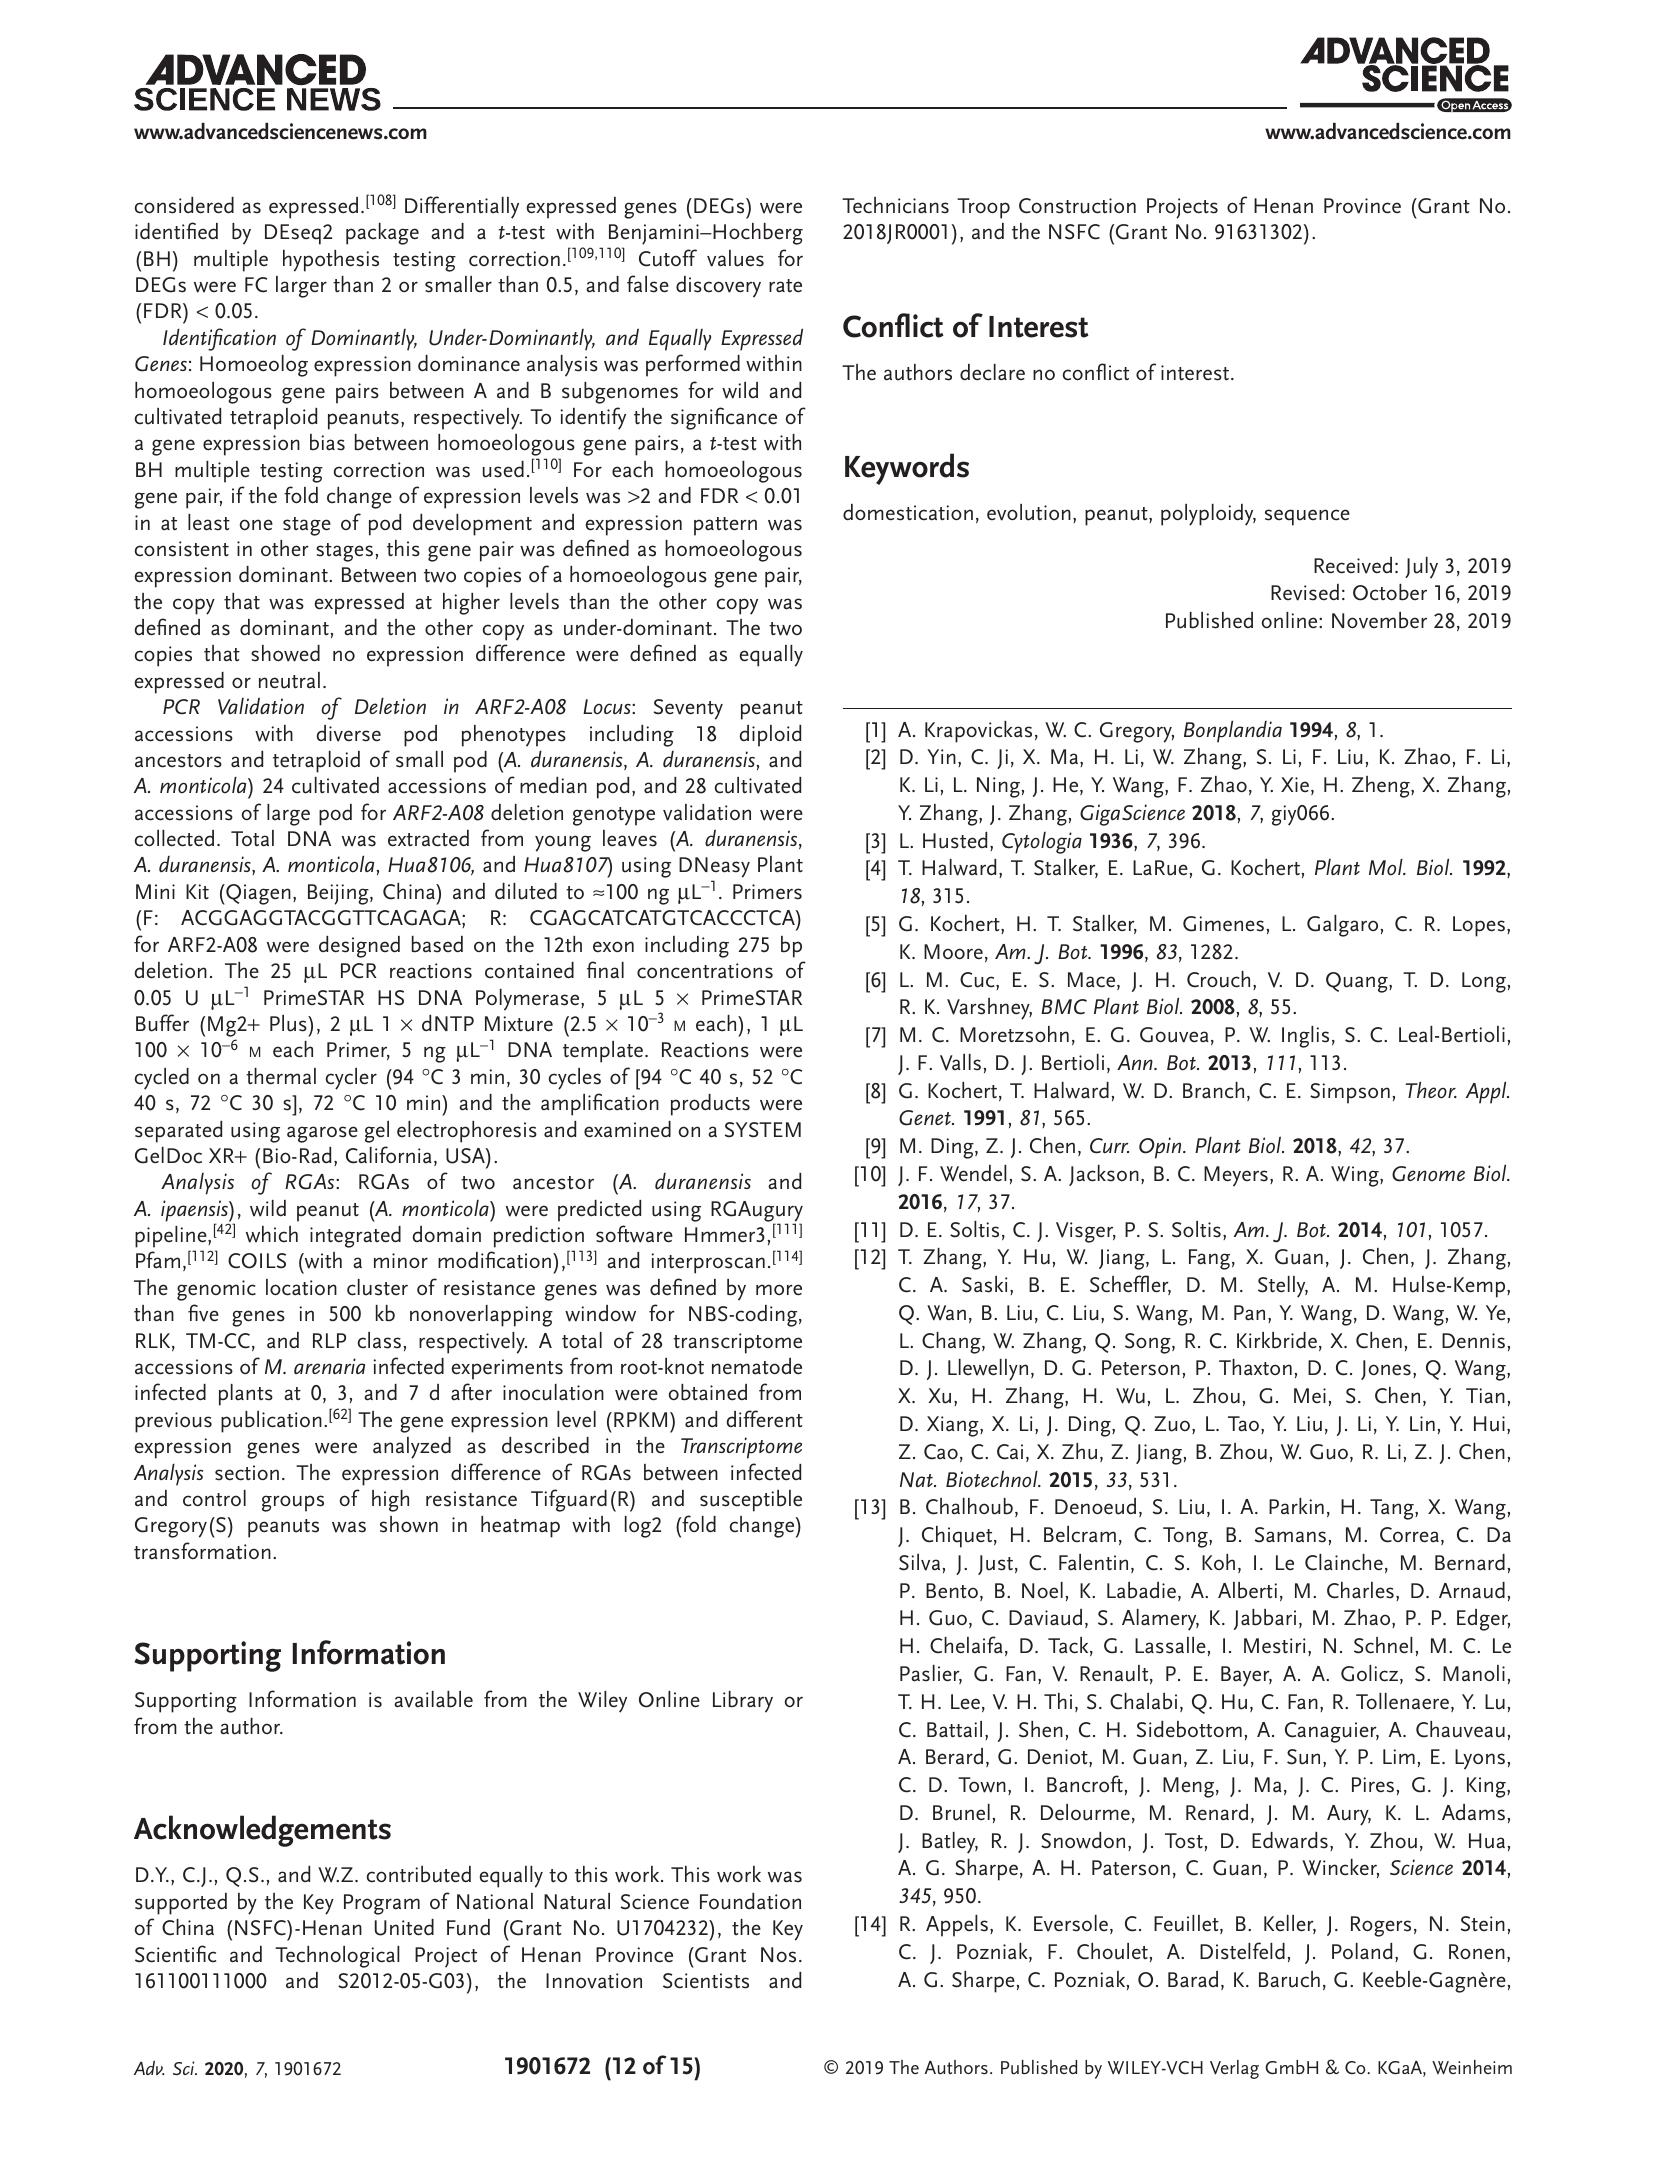 ADVANCED
SCIENCE NEWS
www.advancedsciencenews.com
ADVANCED
SCIENCE
Open Access
www.advancedscience.com
considered as expressed.[108] Differentially expressed genes (DEGs) were
identified by DEseq2 package and a t-test with Benjamini–Hochberg
(BH) multiple hypothesis testing correction.[109,110] Cutoff values for
DEGs were FC larger than 2 or smaller than 0.5, and false discovery rate
(FDR) < 0.05.
Identification of Dominantly, Under-Dominantly, and Equally Expressed
Genes: Homoeolog expression dominance analysis was performed within
homoeologous gene pairs between A and B subgenomes for wild and
cultivated tetraploid peanuts, respectively. To identify the significance of
a gene expression bias between homoeologous gene pairs, a t-test with
BH multiple testing correction was used.[110] For each homoeologous
gene pair, if the fold change of expression levels was >2 and FDR < 0.01
in at least one stage of pod development and expression pattern was
consistent in other stages, this gene pair was defined as homoeologous
expression dominant. Between two copies of a homoeologous gene pair,
the copy that was expressed at higher levels than the other copy was
defined as dominant, and the other copy as under-dominant. The two
copies that showed no expression difference were defined as equally
expressed or neutral.
PCR Validation of Deletion in ARF2-A08 Locus: Seventy peanut
accessions with diverse pod phenotypes including 18 diploid
ancestors and tetraploid of small pod (A. duranensis, A. duranensis, and
A. monticola) 24 cultivated accessions of median pod, and 28 cultivated
accessions of large pod for ARF2-A08 deletion genotype validation were
collected. Total DNA was extracted from young leaves (A. duranensis,
A. duranensis, A. monticola, Hua8106, and Hua8107) using DNeasy Plant
Mini Kit (Qiagen, Beijing, China) and diluted to ≈100 ng µL–1. Primers
(F: ACGGAGGTACGGTTCAGAGA; R: CGAGCATCATGTCACCCTCA)
for ARF2-A08 were designed based on the 12th exon including 275 bp
deletion. The 25 µL PCR reactions contained final concentrations of
0.05 U µL–1 PrimeSTAR HS DNA Polymerase, 5 µL 5 × PrimeSTAR
Buffer (Mg2+ Plus), 2 µL 1 × dNTP Mixture (2.5 × 10–3 M each), 1 µL
100 × 10–6 M each Primer, 5 ng µL–1 DNA template. Reactions were
cycled on a thermal cycler (94 °C 3 min, 30 cycles of [94 °C 40 s, 52 °C
40 s, 72 °C 30 s], 72 °C 10 min) and the amplification products were
separated using agarose gel electrophoresis and examined on a SYSTEM
GelDoc XR+ (Bio-Rad, California, USA).
Analysis of RGAs: RGAs of two ancestor (A. duranensis and
A. ipaensis), wild peanut (A. monticola) were predicted using RGAugury
pipeline,[42] which integrated domain prediction software Hmmer3,[111]
Pfam,[112] COILS (with a minor modification),[113] and interproscan.[114]
The genomic location cluster of resistance genes was defined by more
than five genes in 500 kb nonoverlapping window for NBS-coding,
RLK, TM-CC, and RLP class, respectively. A total of 28 transcriptome
accessions of M. arenaria infected experiments from root-knot nematode
infected plants at 0, 3, and 7 d after inoculation were obtained from
previous publication.[62] The gene expression level (RPKM) and different
expression genes were analyzed as described in the Transcriptome
Analysis section. The expression difference of RGAs between infected
and control groups of high resistance Tifguard(R) and susceptible
Gregory(S) peanuts was shown in heatmap with log2 (fold change)
transformation.
Supporting Information
Supporting Information is available from the Wiley Online Library or
from the author.
Acknowledgements
D.Y., C.J., Q.S., and W.Z. contributed equally to this work. This work was
supported by the Key Program of National Natural Science Foundation
of China (NSFC)-Henan United Fund (Grant No. U1704232), the Key
Scientific and Technological Project of Henan Province (Grant Nos.
161100111000 and S2012-05-G03), the Innovation Scientists and
Technicians Troop Construction Projects of Henan Province (Grant No.
2018JR0001), and the NSFC (Grant No. 91631302).
Conflict of Interest
The authors declare no conflict of interest.
Keywords
domestication, evolution, peanut, polyploidy, sequence
Received: July 3, 2019
Revised: October 16, 2019
Published online: November 28, 2019
[1] A. Krapovickas, W. C. Gregory, Bonplandia 1994, 8, 1.
[2] D. Yin, C. Ji, X. Ma, H. Li, W. Zhang, S. Li, F. Liu, K. Zhao, F. Li,
K. Li, L. Ning, J. He, Y. Wang, F. Zhao, Y. Xie, H. Zheng, X. Zhang,
Y. Zhang, J. Zhang, GigaScience 2018, 7, giy066.
[3] L. Husted, Cytologia 1936, 7, 396.
[4] T. Halward, T. Stalker, E. LaRue, G. Kochert, Plant Mol. Biol. 1992,
18, 315.
[5] G. Kochert, H. T. Stalker, M. Gimenes, L. Galgaro, C. R. Lopes,
K. Moore, Am. J. Bot. 1996, 83, 1282.
[6] L. M. Cuc, E. S. Mace, J. H. Crouch, V. D. Quang, T. D. Long,
R. K. Varshney, BMC Plant Biol. 2008, 8, 55.
[7] M. C. Moretzsohn, E. G. Gouvea, P. W. Inglis, S. C. Leal-Bertioli,
J. F. Valls, D. J. Bertioli, Ann. Bot. 2013, 111, 113.
[8] G. Kochert, T. Halward, W. D. Branch, C. E. Simpson, Theor. Appl.
Genet. 1991, 81, 565.
[9] M. Ding, Z. J. Chen, Curr. Opin. Plant Biol. 2018, 42, 37.
[10] J. F. Wendel, S. A. Jackson, B. C. Meyers, R. A. Wing, Genome Biol.
2016, 17, 37.
[11] D. E. Soltis, C. J. Visger, P. S. Soltis, Am. J. Bot. 2014, 101, 1057.
[12] T. Zhang, Y. Hu, W. Jiang, L. Fang, X. Guan, J. Chen, J. Zhang,
C. A. Saski, B. E. Scheffler, D. M. Stelly, A. M. Hulse-Kemp,
Q. Wan, B. Liu, C. Liu, S. Wang, M. Pan, Y. Wang, D. Wang, W. Ye,
L. Chang, W. Zhang, Q. Song, R. C. Kirkbride, X. Chen, E. Dennis,
D. J. Llewellyn, D. G. Peterson, P. Thaxton, D. C. Jones, Q. Wang,
X. Xu, H. Zhang, H. Wu, L. Zhou, G. Mei, S. Chen, Y. Tian,
D. Xiang, X. Li, J. Ding, Q. Zuo, L. Tao, Y. Liu, J. Li, Y. Lin, Y. Hui,
Z. Cao, C. Cai, X. Zhu, Z. Jiang, B. Zhou, W. Guo, R. Li, Z. J. Chen,
Nat. Biotechnol. 2015, 33, 531.
[13] B. Chalhoub, F. Denoeud, S. Liu, I. A. Parkin, H. Tang, X. Wang,
J. Chiquet, H. Belcram, C. Tong, B. Samans, M. Correa, C. Da
Silva, J. Just, C. Falentin, C. S. Koh, I. Le Clainche, M. Bernard,
P. Bento, B. Noel, K. Labadie, A. Alberti, M. Charles, D. Arnaud,
H. Guo, C. Daviaud, S. Alamery, K. Jabbari, M. Zhao, P. P. Edger,
H. Chelaifa, D. Tack, G. Lassalle, I. Mestiri, N. Schnel, M. C. Le
Paslier, G. Fan, V. Renault, P. E. Bayer, A. A. Golicz, S. Manoli,
T. H. Lee, V. H. Thi, S. Chalabi, Q. Hu, C. Fan, R. Tollenaere, Y. Lu,
C. Battail, J. Shen, C. H. Sidebottom, A. Canaguier, A. Chauveau,
A. Berard, G. Deniot, M. Guan, Z. Liu, F. Sun, Y. P. Lim, E. Lyons,
C. D. Town, I. Bancroft, J. Meng, J. Ma, J. C. Pires, G. J. King,
D. Brunel, R. Delourme, M. Renard, J. M. Aury, K. L. Adams,
J. Batley, R. J. Snowdon, J. Tost, D. Edwards, Y. Zhou, W. Hua,
A. G. Sharpe, A. H. Paterson, C. Guan, P. Wincker, Science 2014,
345, 950.
[14] R. Appels, K. Eversole, C. Feuillet, B. Keller, J. Rogers, N. Stein,
C. J. Pozniak, F. Choulet, A. Distelfeld, J. Poland, G. Ronen,
A. G. Sharpe, C. Pozniak, O. Barad, K. Baruch, G. Keeble-Gagnère,
Adv. Sci. 2020, 7, 1901672
1901672 (12 of 15)
© 2019 The Authors. Published by WILEY-VCH Verlag GmbH & Co. KGaA, Weinheim